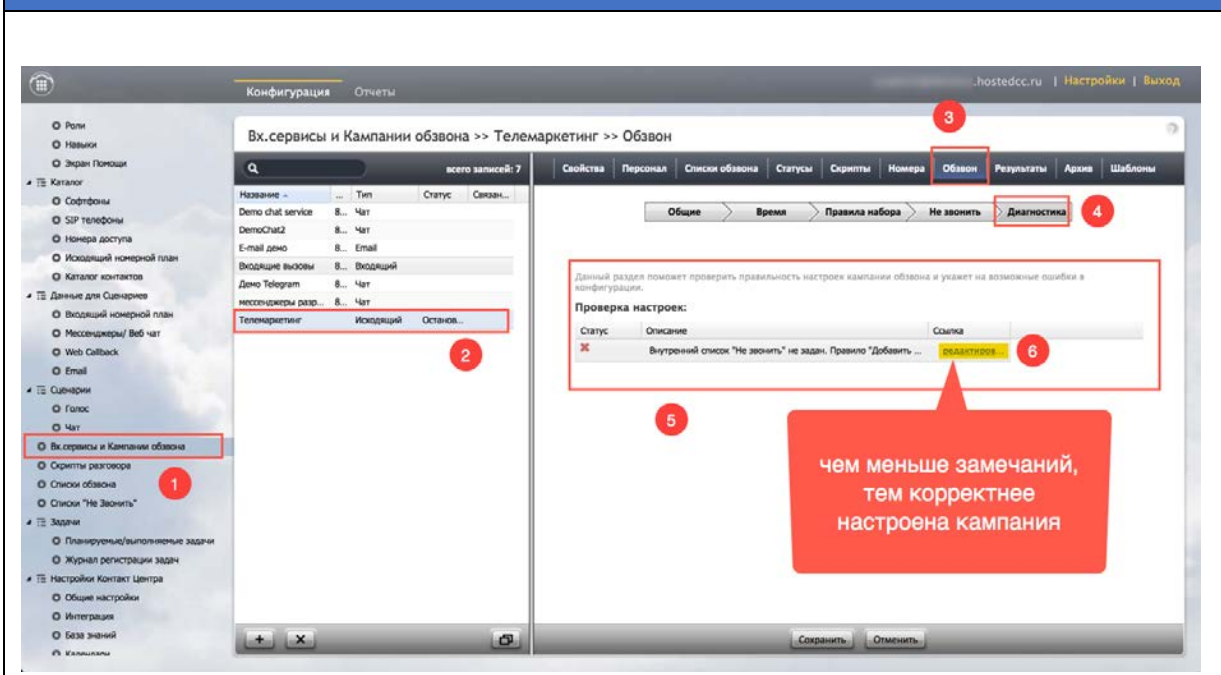 Конфигурация Отчеты
.hostedcc.ru | Настройки | Выход
Роли
Навыки
Экран Помощи
Каталог
Софтфоны
SIP телефоны
Номера доступа
Исходящий номерной план
Каталог контактов
Данные для Сценариев
Входящий номерной план
Мессенджеры/ Веб чат
Web Callback
Email
Сценарии
Голос
Чат
Вх.сервисы и Кампании обзвона
Скрипты разговора
Списки обзвона
1
Списки "Не Звонить"
Задачи
Планируемые/выполняемые задачи
Журнал регистрации задач
Настройки Контакт Центра
Общие настройки
Интеграция
База знаний
Календари
Вх.сервисы и Кампании обзвона >> Телемаркетинг >> Обзвон
всего записей: 7
Название ... Тип Статус Связан...
Demo chat service 8... Чат
DemoChat2 8... Чат
E-mail демо 8... Email
Входящие вызовы 8... Входящий
Демо Telegram 8... Чат
мессенджеры разр... 8... Чат
Телемаркетинг Исходящий Останов...
2
3
Свойства Персонал Списки обзвона Статусы Скрипты Номера Обзвон Результаты Архив Шаблоны
Общие Время Правила набора Не звонить Диагностика
4
Данный раздел поможет проверить правильность настроек кампании обзвона и укажет на возможные ошибки в
конфигурации.
Проверка настроек:
Статус Описание Ссылка
Внутренний список "Не звонить" не задан. Правило "Добавить ... редактиров...
6
5
чем меньше замечаний,
тем корректнее
настроена кампания
Сохранить Отменить